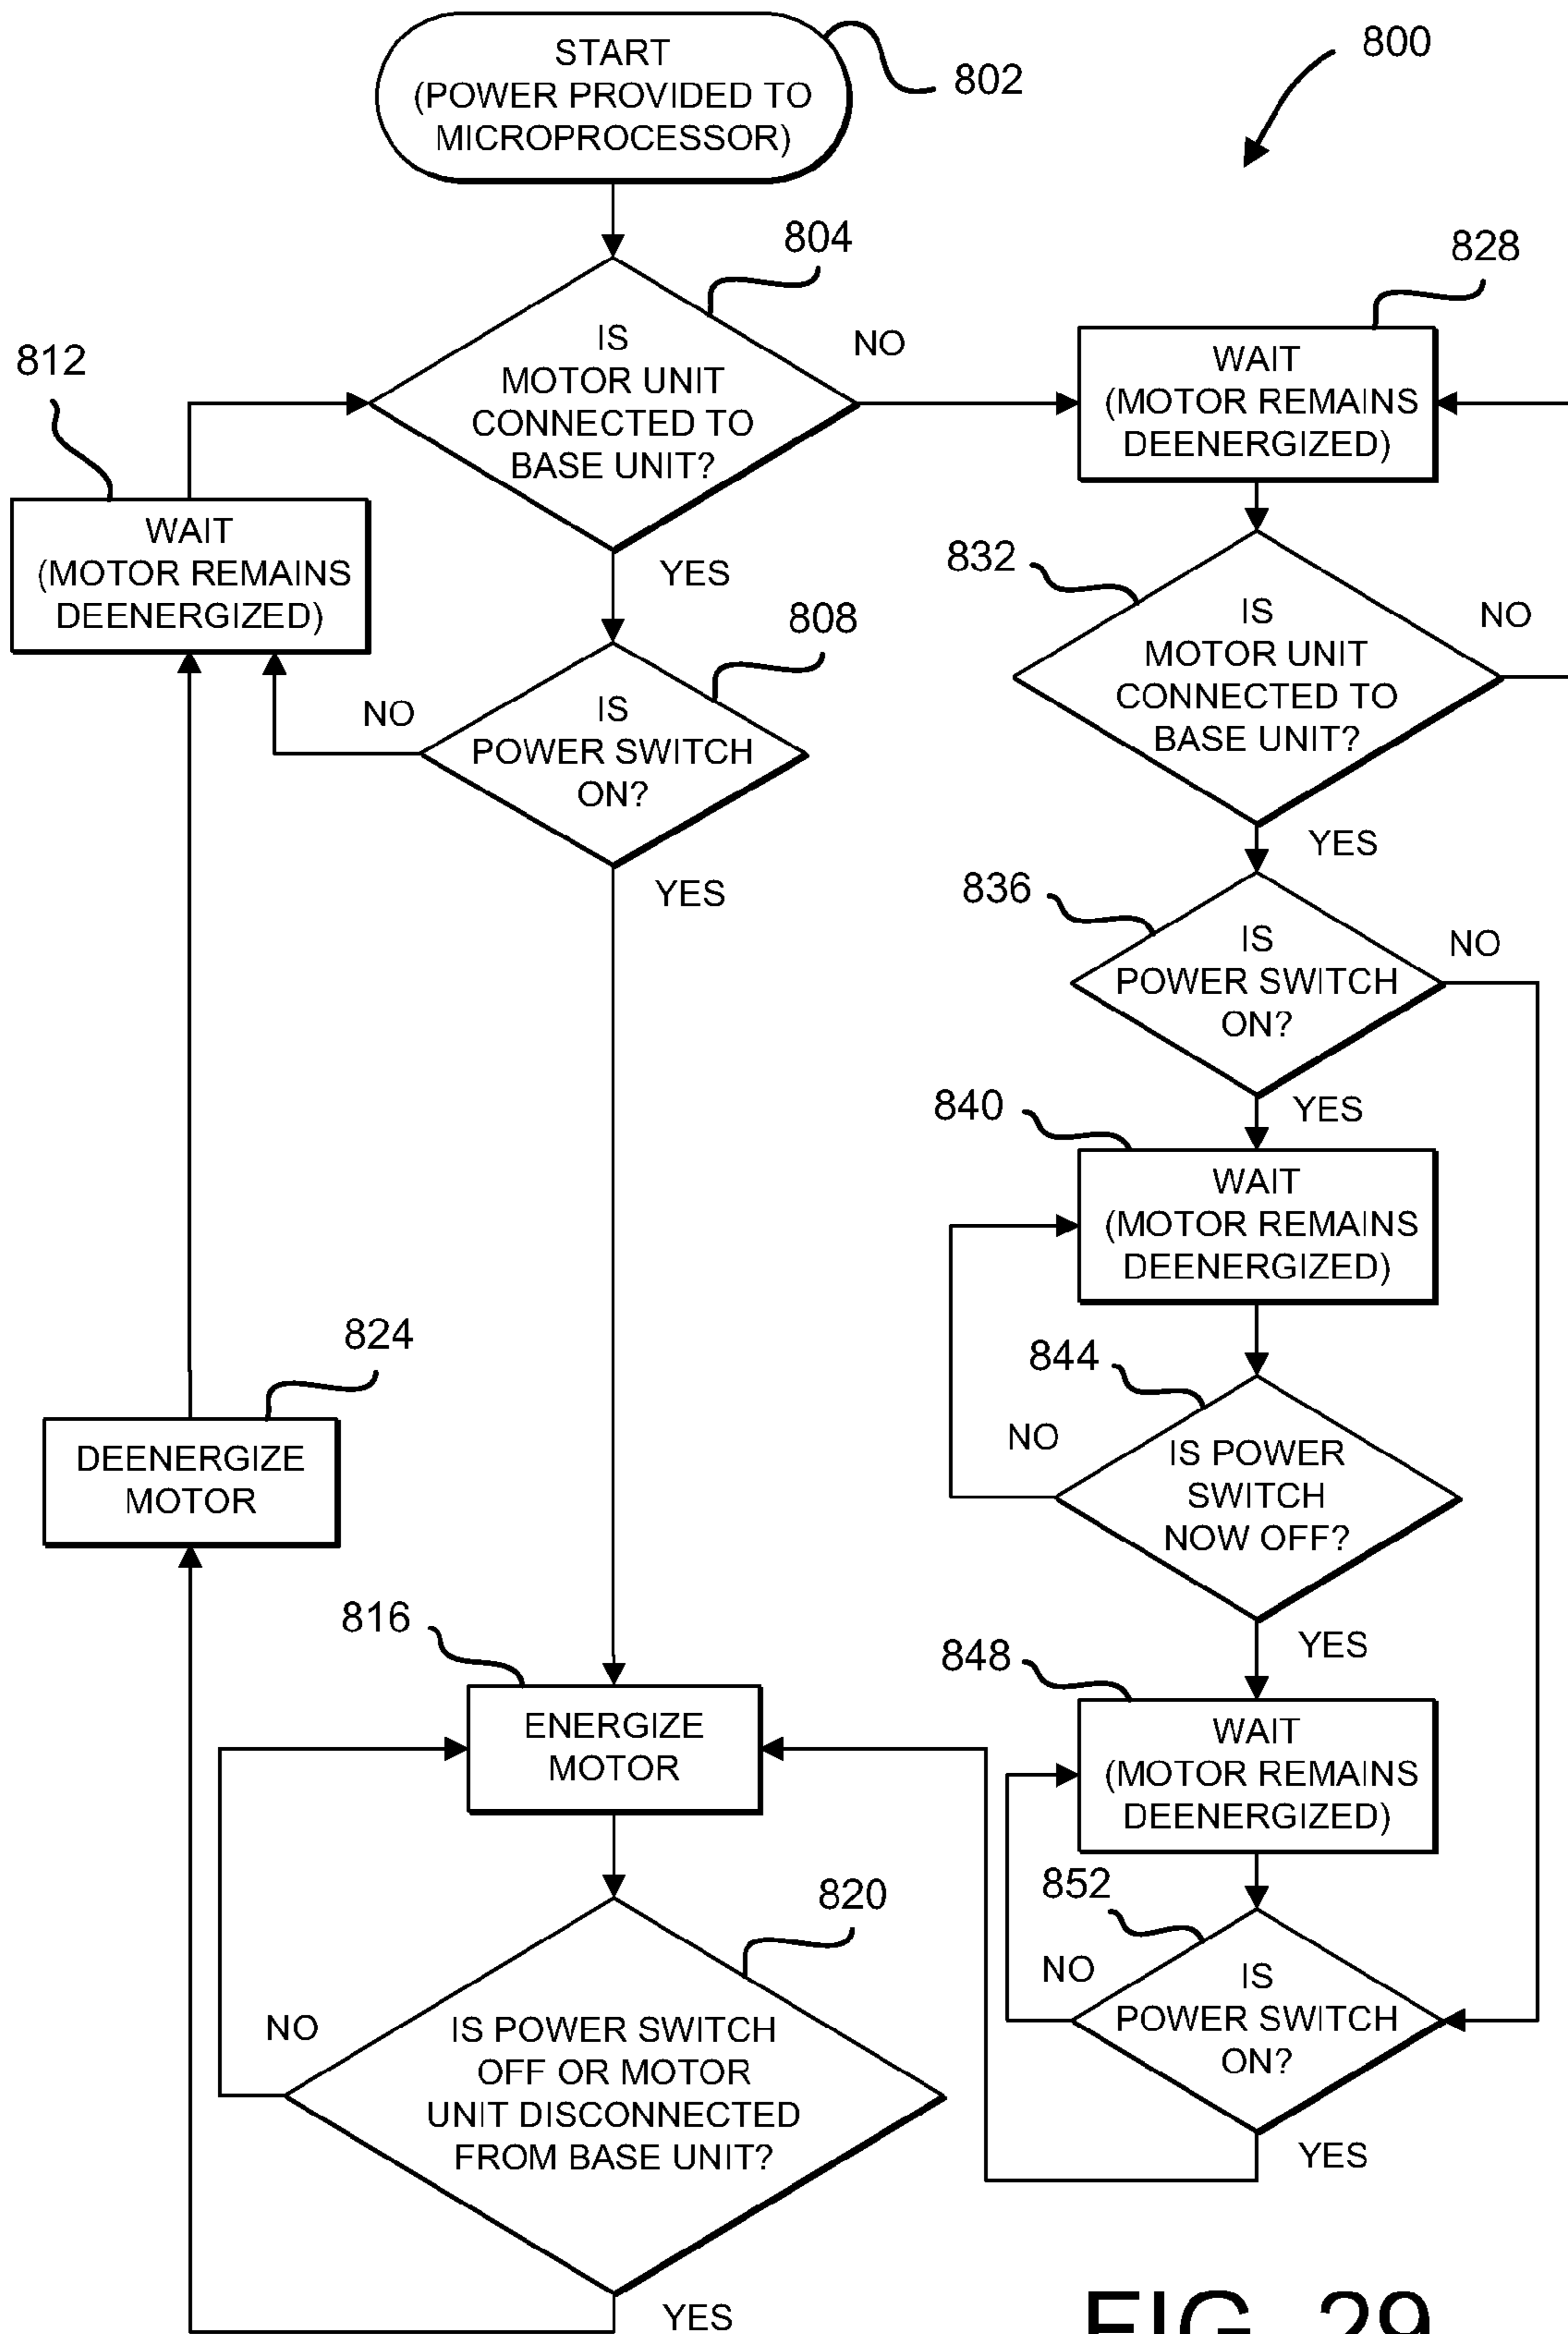 START
(POWER PROVIDED TO
MICROPROCESSOR)
802
800
804
IS
MOTOR UNIT
CONNECTED TO
BASE UNIT?
NO
YES
828
WAIT
(MOTOR REMAINS
DEENERGIZED)
812
WAIT
(MOTOR REMAINS
DEENERGIZED)
808
IS
POWER SWITCH
ON?
NO
YES
832
IS
MOTOR UNIT
CONNECTED TO
BASE UNIT?
NO
YES
836
IS
POWER SWITCH
ON?
NO
YES
840
WAIT
(MOTOR REMAINS
DEENERGIZED)
844
IS POWER
SWITCH
NOW OFF?
NO
YES
824
DEENERGIZE
MOTOR
816
ENERGIZE
MOTOR
848
WAIT
(MOTOR REMAINS
DEENERGIZED)
852
IS
POWER SWITCH
ON?
NO
YES
820
IS POWER SWITCH
OFF OR MOTOR
UNIT DISCONNECTED
FROM BASE UNIT?
NO
YES
FIG. 29